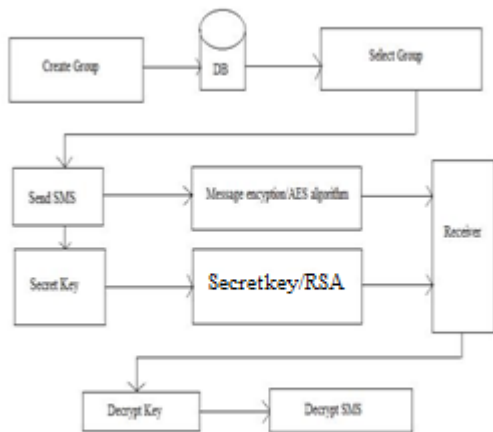 Create Group
DB
Select Group
Send SMS
Message encyption/AES algorithm
Receiver
Secret Key
Secretkey/RSA
Decrypt Key
Decrypt SMS